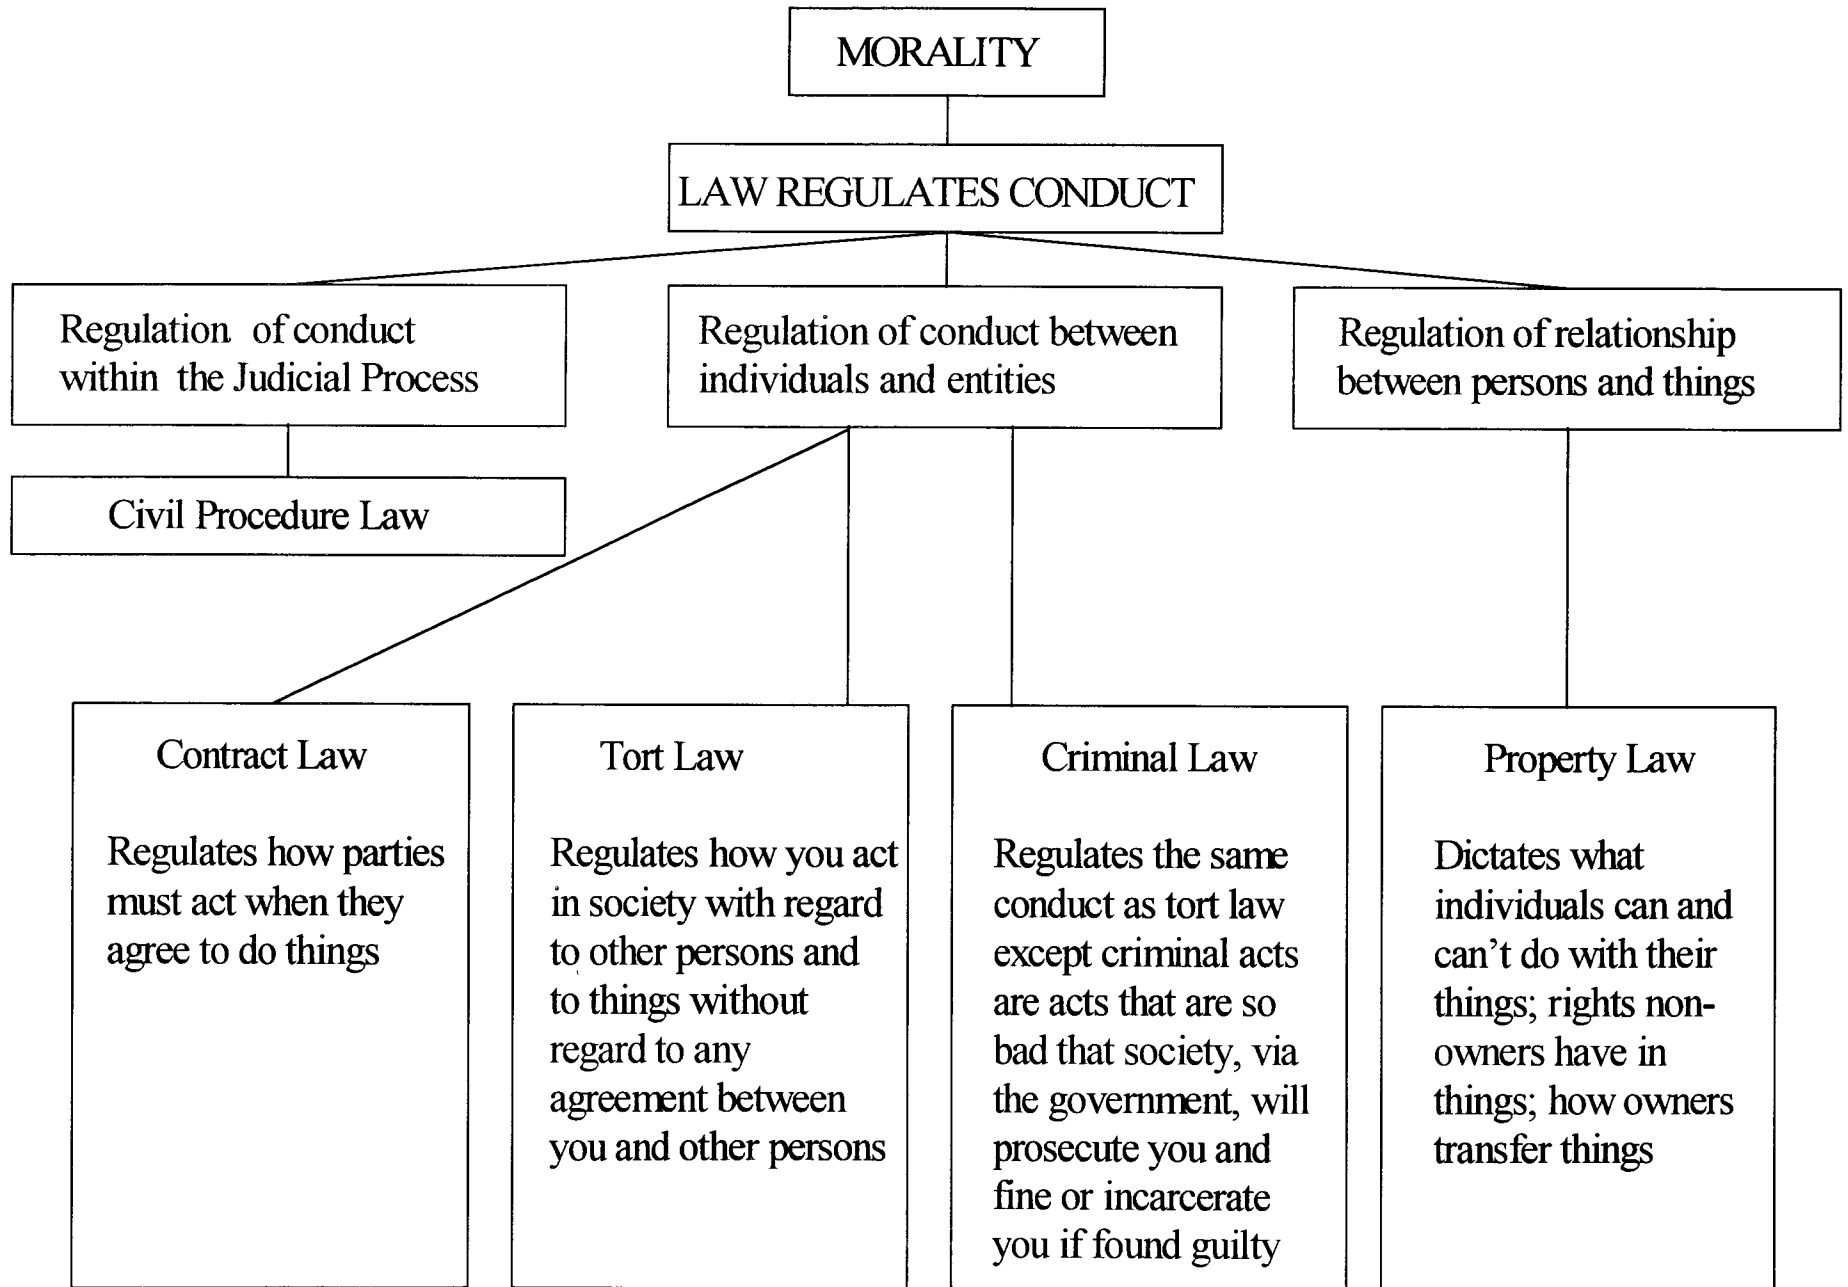 MORALITY
LAW REGULATES CONDUCT
Regulation of conduct
within the Judicial Process
Regulation of conduct between
individuals and entities
Regulation of relationship
between persons and things
Civil Procedure Law
Contract Law
Regulates how parties
must act when they
agree to do things
Tort Law
Regulates how you act
in society with regard
to other persons and
to things without
regard to any
agreement between
you and other persons
Criminal Law
Regulates the same
conduct as tort law
except criminal acts
are acts that are so
bad that society, via
the government, will
prosecute you and
fine or incarcerate
you if found guilty
Property Law
Dictates what
individuals can and
can't do with their
things; rights non-
owners have in
things; how owners
transfer things